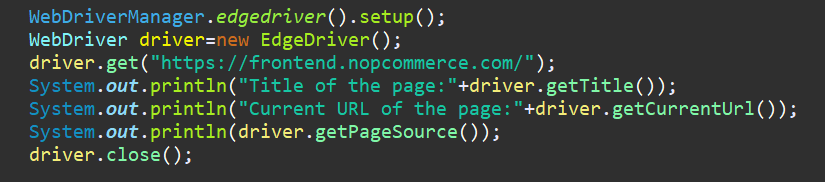 WebDriverManager.edgedriver().setup();
WebDriver driver=new EdgeDriver();
driver.get("https://frontend.nopcommerce.com/");
System.out.println("Title of the page:"+driver.getTitle());
System.out.println("Current URL of the page:"+driver.getCurrentUrl());
System.out.println(driver.getPageSource());
driver.close();